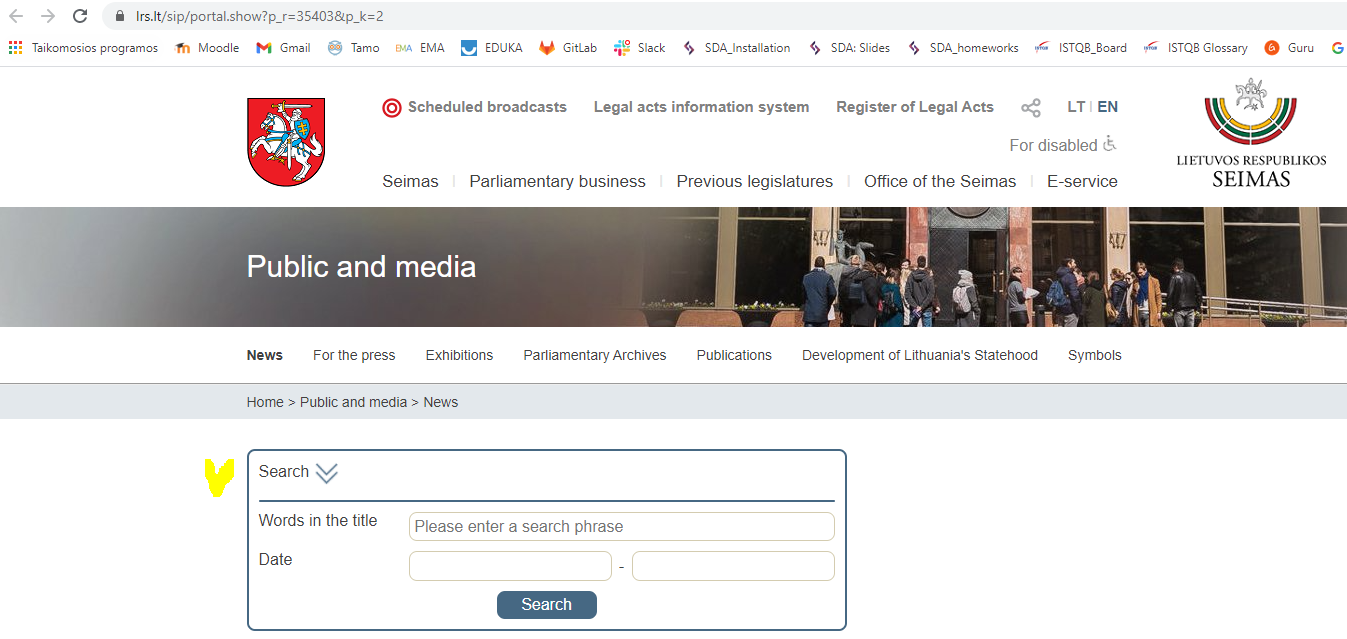 lrs.lt/sip/portal.show?p_r=35403&p_k=2
Taikomosios programos Moodle Gmail Tamo EMA EMA EDUKA GitLab Slack SDA_Installation SDA: Slides SDA_homeworks ISTQB_Board ISTQB Glossary Guru
Scheduled broadcasts Legal acts information system Register of Legal Acts LT | EN
For disabled
Seimas | Parliamentary business | Previous legislatures | Office of the Seimas | E-service
LIETUVOS RESPUBLIKOS
SEIMAS
Public and media
News For the press Exhibitions Parliamentary Archives Publications Development of Lithuania's Statehood Symbols
Home > Public and media > News
Search
Words in the title Please enter a search phrase
Date -
Search